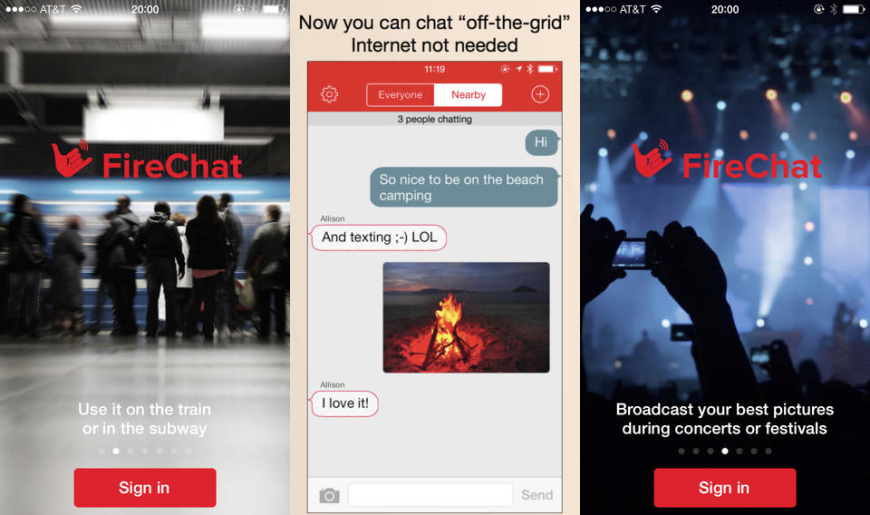 AT&T
20:00
FireChat
Use it on the train
or in the subway
Sign in
Now you can chat “off-the-grid”
Internet not needed
11:19
Everyone
Nearby
3 people chatting
Hi
So nice to be on the beach
camping
Allison
And texting ;-) LOL
Allison
I love it!
Send
AT&T
20:00
FireChat
Broadcast your best pictures
during concerts or festivals
Sign in